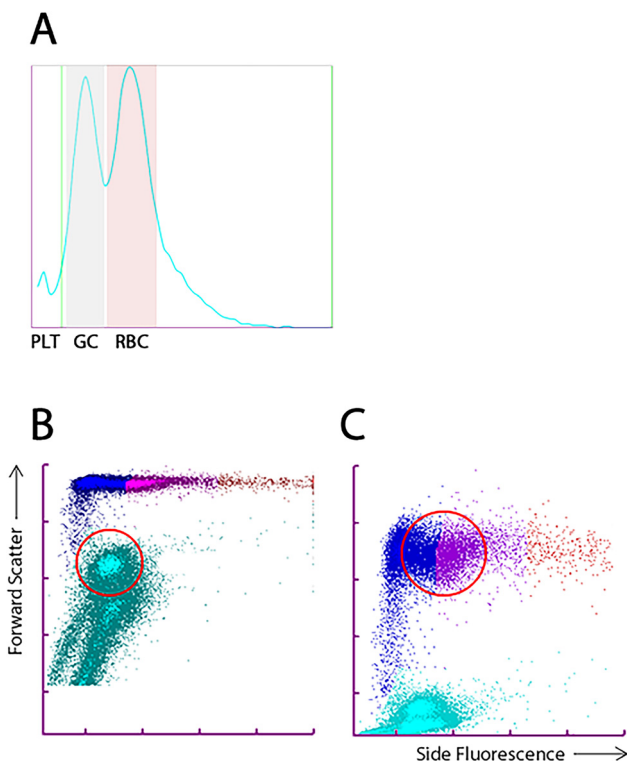 A
PLT GC RBC
B
C
Forward Scatter
Side Fluorescence